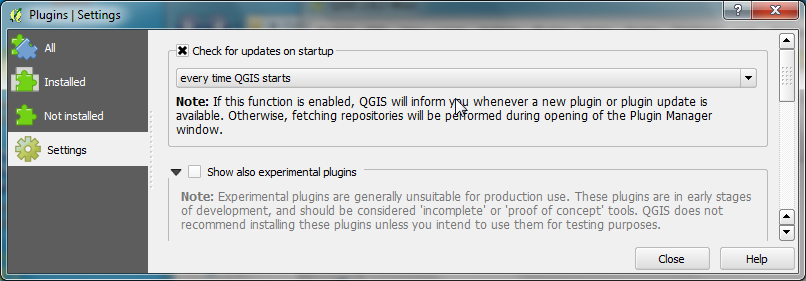 Plugins | Settings
All
Installed
Not installed
Settings
Check for updates on startup
every time QGIS starts
Note: If this function is enabled, QGIS will inform you whenever a new plugin or plugin update is
available. Otherwise, fetching repositories will be performed during opening of the Plugin Manager
window.
Show also experimental plugins
Note: Experimental plugins are generally unsuitable for production use. These plugins are in early stages
of development, and should be considered 'incomplete' or 'proof of concept' tools. QGIS does not
recommend installing these plugins unless you intend to use them for testing purposes.
Close
Help